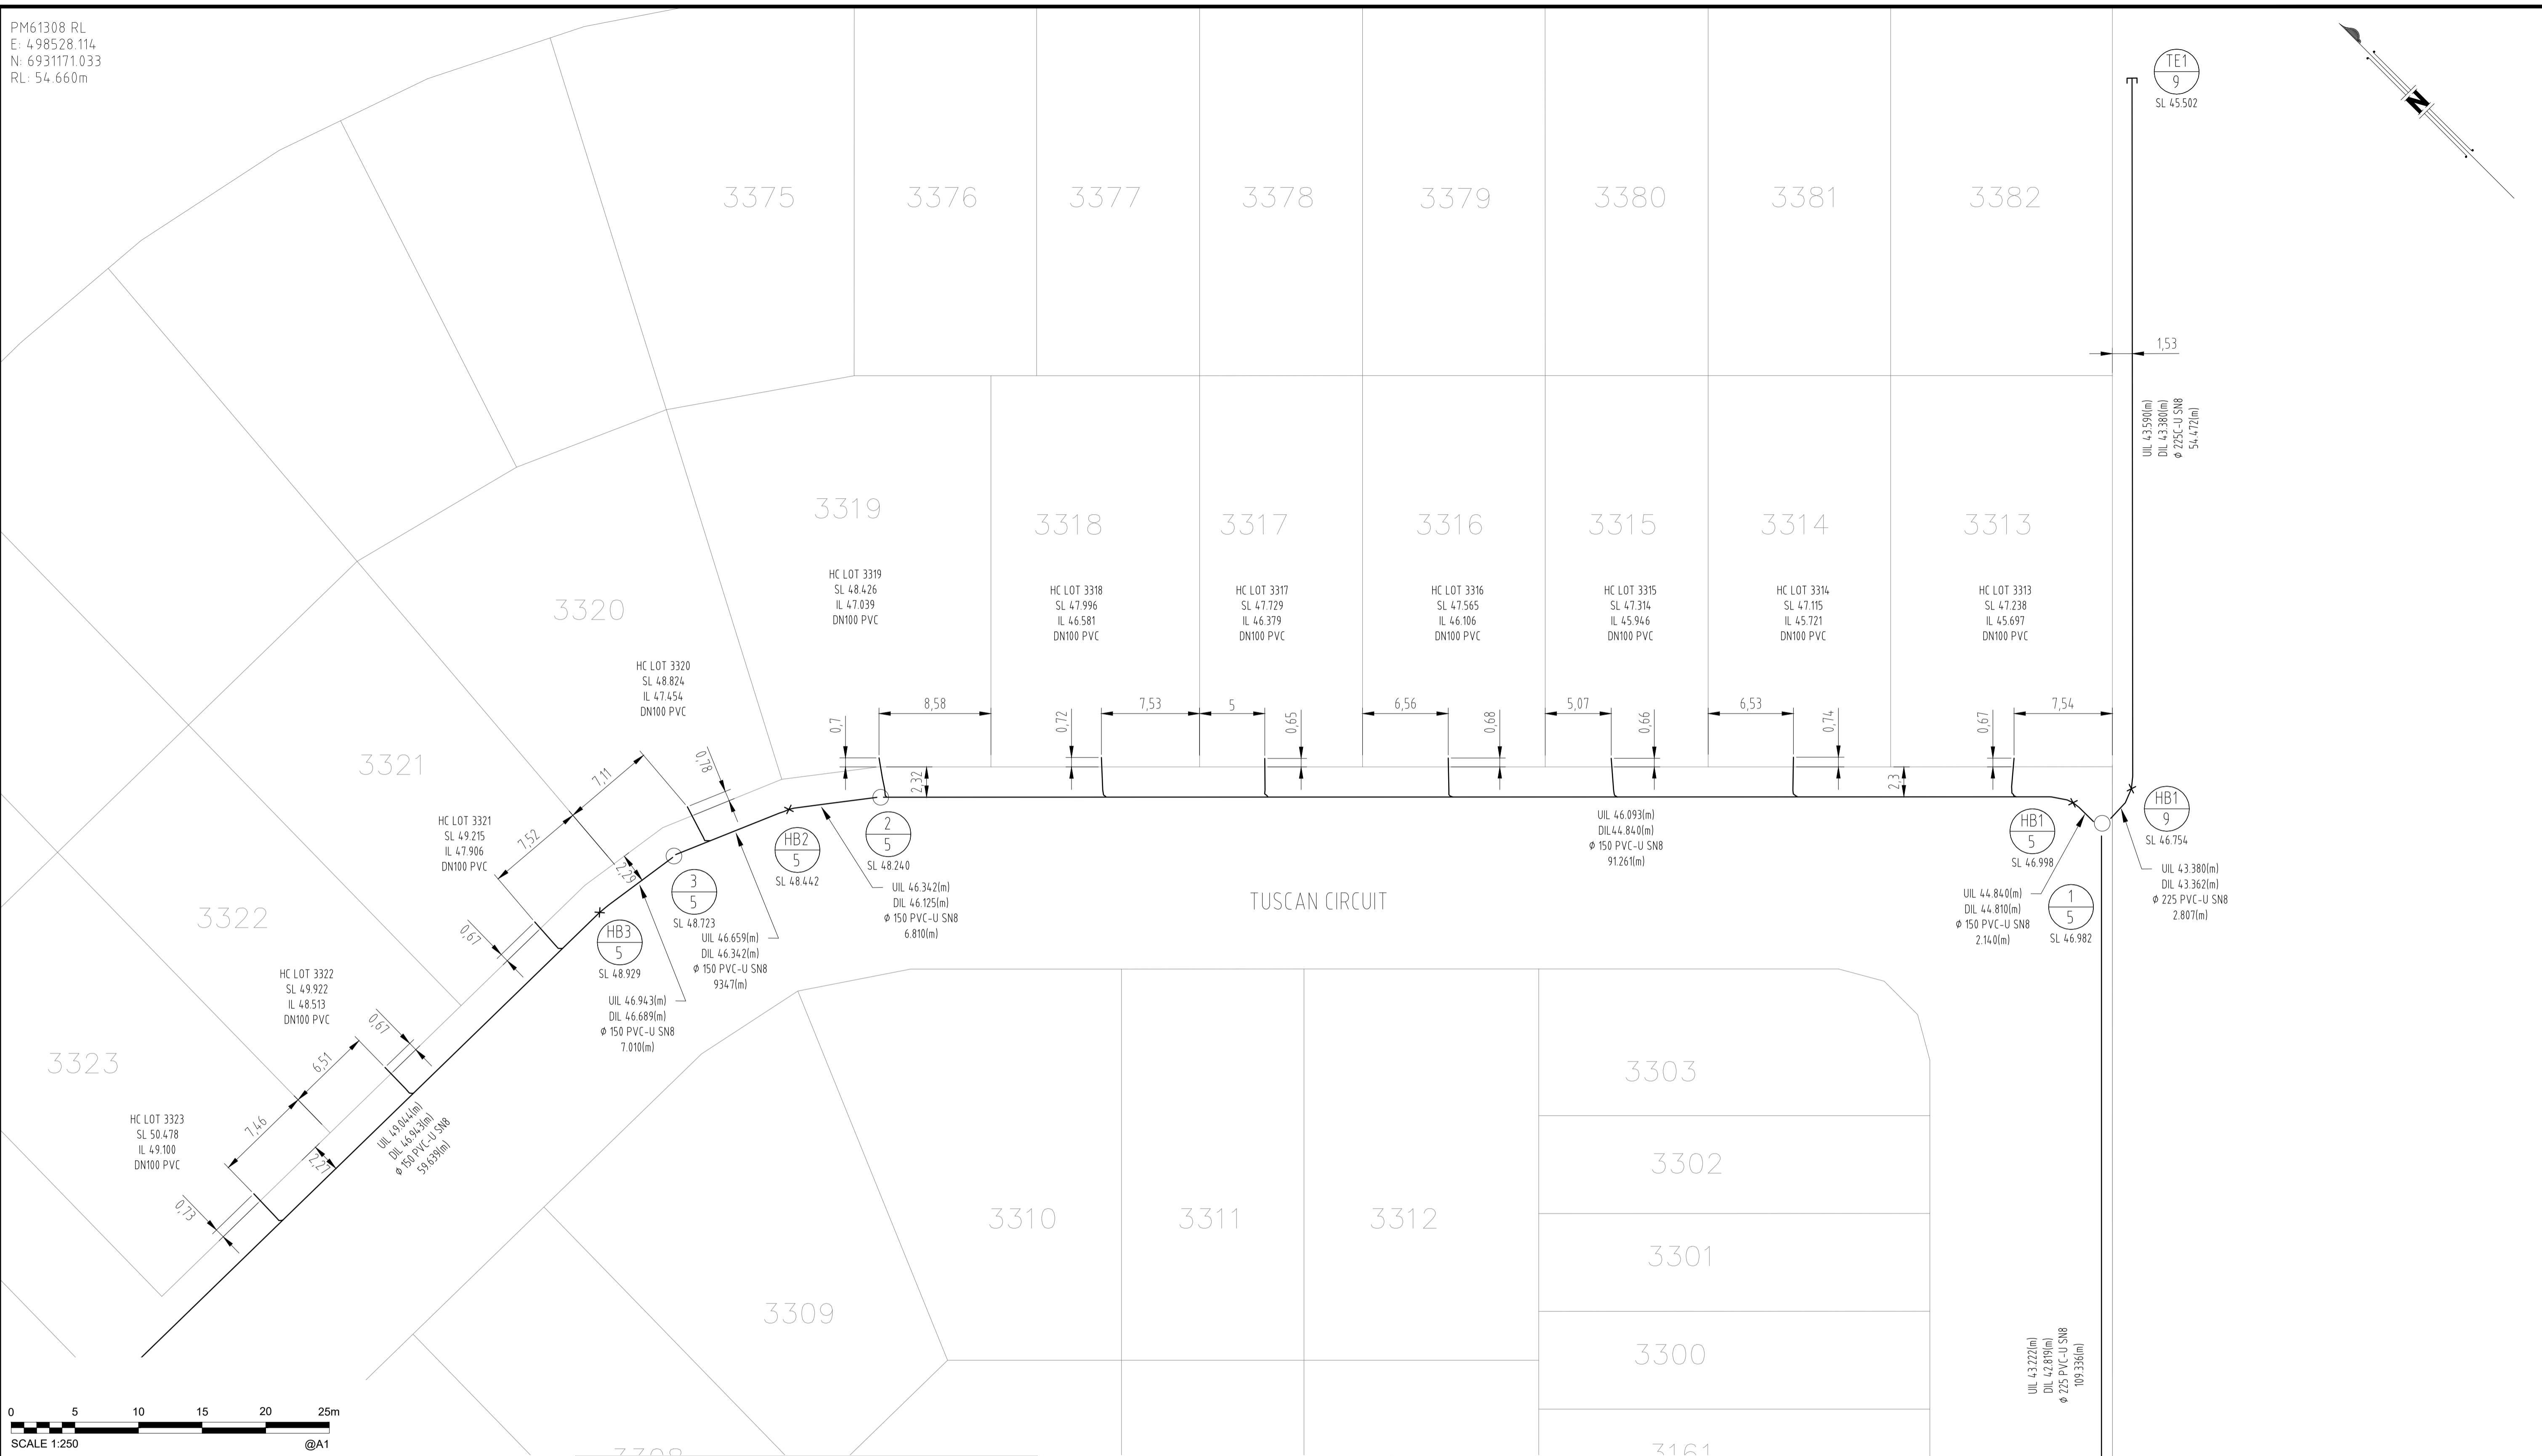 PM61308 RL
E: 498528.114
N: 6931171.033
RL: 54.660m
N
TE1
9
SL 45.502
3375
3376
3377
3378
3379
3380
3381
3382
1,53
UIL 43.590(m)
DIL 43.380(m)
Φ 225C-U SN8
54.472(m)
3319
3318
3317
3316
3315
3314
3313
3320
3321
3322
3323
HC LOT 3319
SL 48.426
IL 47.039
DN100 PVC
HC LOT 3318
SL 47.996
IL 46.581
DN100 PVC
HC LOT 3317
SL 47.729
IL 46.379
DN100 PVC
HC LOT 3316
SL 47.565
IL 46.106
DN100 PVC
HC LOT 3315
SL 47.314
IL 45.946
DN100 PVC
HC LOT 3314
SL 47.115
IL 45.721
DN100 PVC
HC LOT 3313
SL 47.238
IL 45.697
DN100 PVC
HC LOT 3320
SL 48.824
IL 47.454
DN100 PVC
0,7
8,58
0,72
7,53
5
0,65
6,56
0,68
5,07
0,66
6,53
0,74
0,67
7,54
2,32
2,3
7,11
0,78
7,52
2,29
HC LOT 3321
SL 49.215
IL 47.906
DN100 PVC
0,67
HB2
5
SL 48.442
2
5
SL 48.240
3
5
SL 48.723
HB3
5
SL 48.929
UIL 46.342(m)
DIL 46.125(m)
Φ 150 PVC-U SN8
6.810(m)
UIL 46.659(m)
DIL 46.342(m)
Φ 150 PVC-U SN8
9347(m)
UIL 46.943(m)
DIL 46.689(m)
Φ 150 PVC-U SN8
7.010(m)
UIL 46.093(m)
DIL44.840(m)
Φ 150 PVC-U SN8
91.261(m)
TUSCAN CIRCUIT
HB1
5
SL 46.998
HB1
9
SL 46.754
UIL 44.840(m)
DIL 44.810(m)
Φ 150 PVC-U SN8
2.140(m)
1
5
SL 46.982
UIL 43.380(m)
DIL 43.362(m)
Φ 225 PVC-U SN8
2.807(m)
HC LOT 3322
SL 49.922
IL 48.513
DN100 PVC
0,67
6,51
7,46
HC LOT 3323
SL 50.478
IL 49.100
DN100 PVC
2,27
0,73
UIL 49.044(m)
DIL 46.943(m)
Φ 150 PVC-U SN8
59.639(m)
3303
3302
3301
3300
3161
3310
3311
3312
3309
3308
UIL 43.222(m)
DIL 42.819(m)
Φ 225 PVC-U SN8
109.336(m)
0 5 10 15 20 25m
SCALE 1:250 @A1